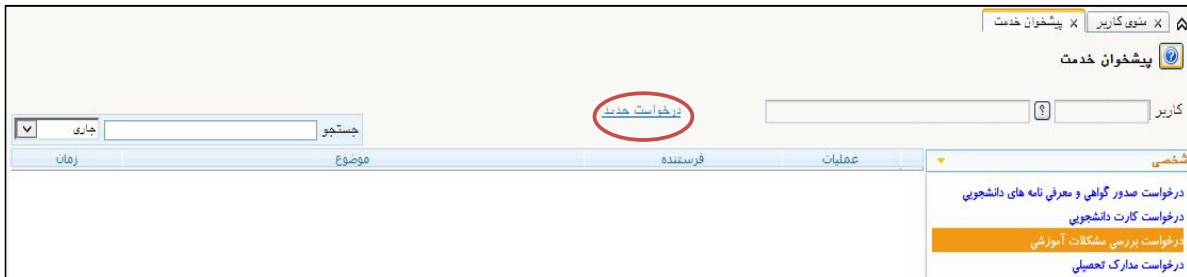 منوی کاربر x پیشخوان خدمت x
پیشخوان خدمت
کاربر ? درخواست جدید
جستجو جاری
شخصی عملیات فرستنده موضوع زمان
درخواست صدور گواهی و معرفی نامه های دانشجویی
درخواست کارت دانشجویی
درخواست بررسی مشکلات آموزشی
درخواست مدارک تحصیلی